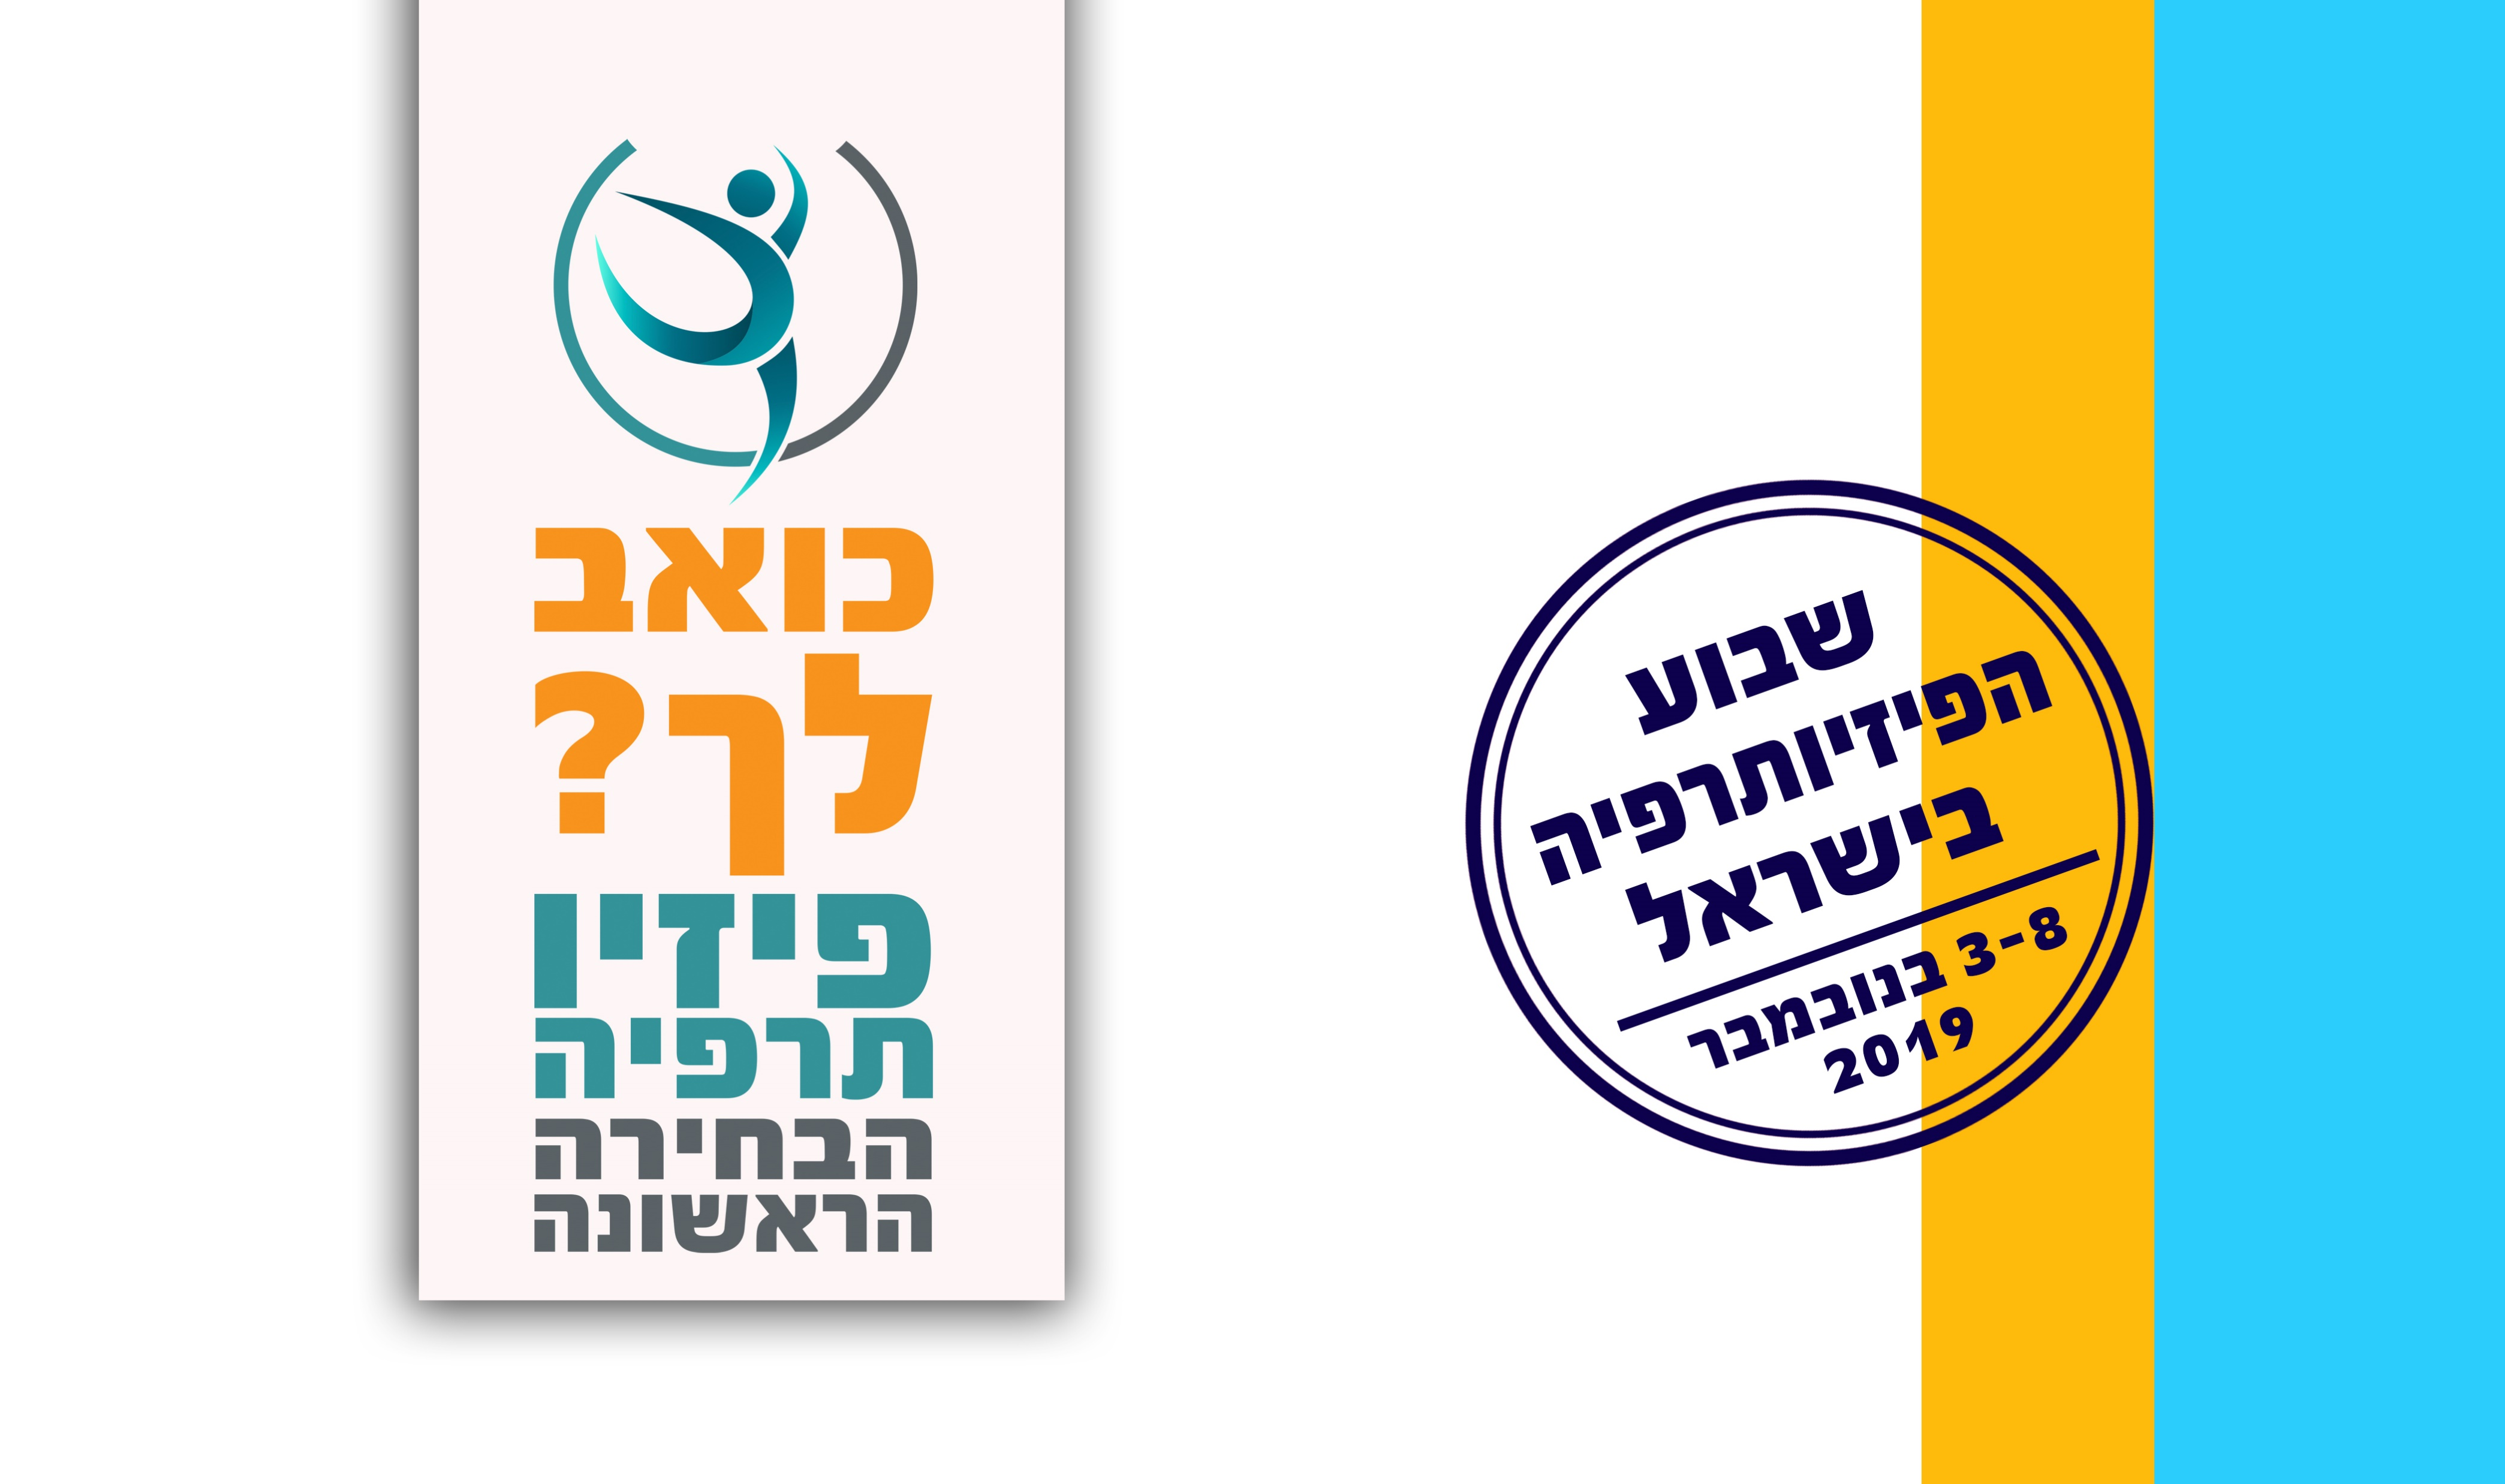 כואב
לך?
פיזיו
תרפיה
הבחירה
הראשונה
שבוע
הפיזיותרפיה
בישראל
3-8 בנובמבר
2019